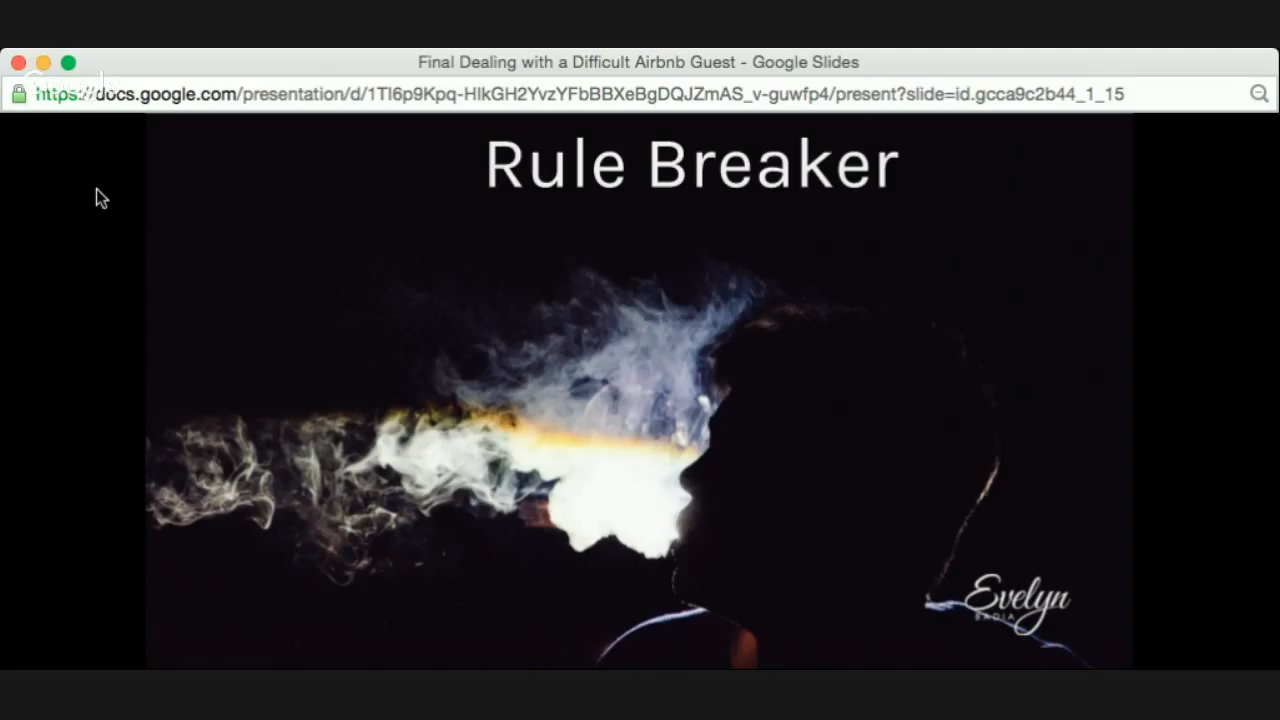 Final Dealing with a Difficult Airbnb Guest - Google Slides
https://docs.google.com/presentation/d/1Tl6p9Kpq-HlkGH2YvzYFbBBXeBgDQJZmAS_v-guwfp4/present?slide=id.gcca9c2b44_1_15
Rule Breaker
Evelyn
BADIA